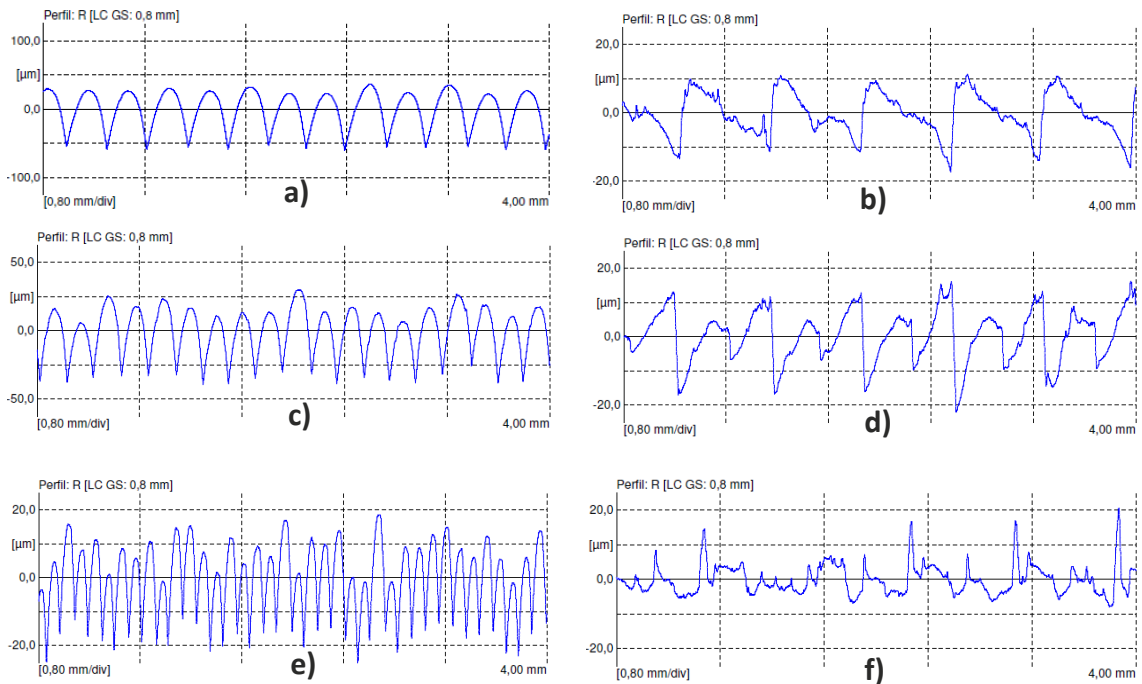 Perfil: R [LC GS: 0,8 mm]
100,0
[µm]
0,0
-100,0
[0,80 mm/div]
4,00 mm
a)
Perfil: R [LC GS: 0,8 mm]
20,0
[µm]
0,0
-20,0
[0,80 mm/div]
4,00 mm
b)
Perfil: R [LC GS: 0,8 mm]
50,0
[µm]
0,0
-50,0
[0,80 mm/div]
4,00 mm
c)
Perfil: R [LC GS: 0,8 mm]
20,0
[µm]
0,0
-20,0
[0,80 mm/div]
4,00 mm
d)
Perfil: R [LC GS: 0,8 mm]
20,0
[µm]
0,0
-20,0
[0,80 mm/div]
4,00 mm
e)
Perfil: R [LC GS: 0,8 mm]
20,0
[µm]
0,0
-20,0
[0,80 mm/div]
4,00 mm
f)